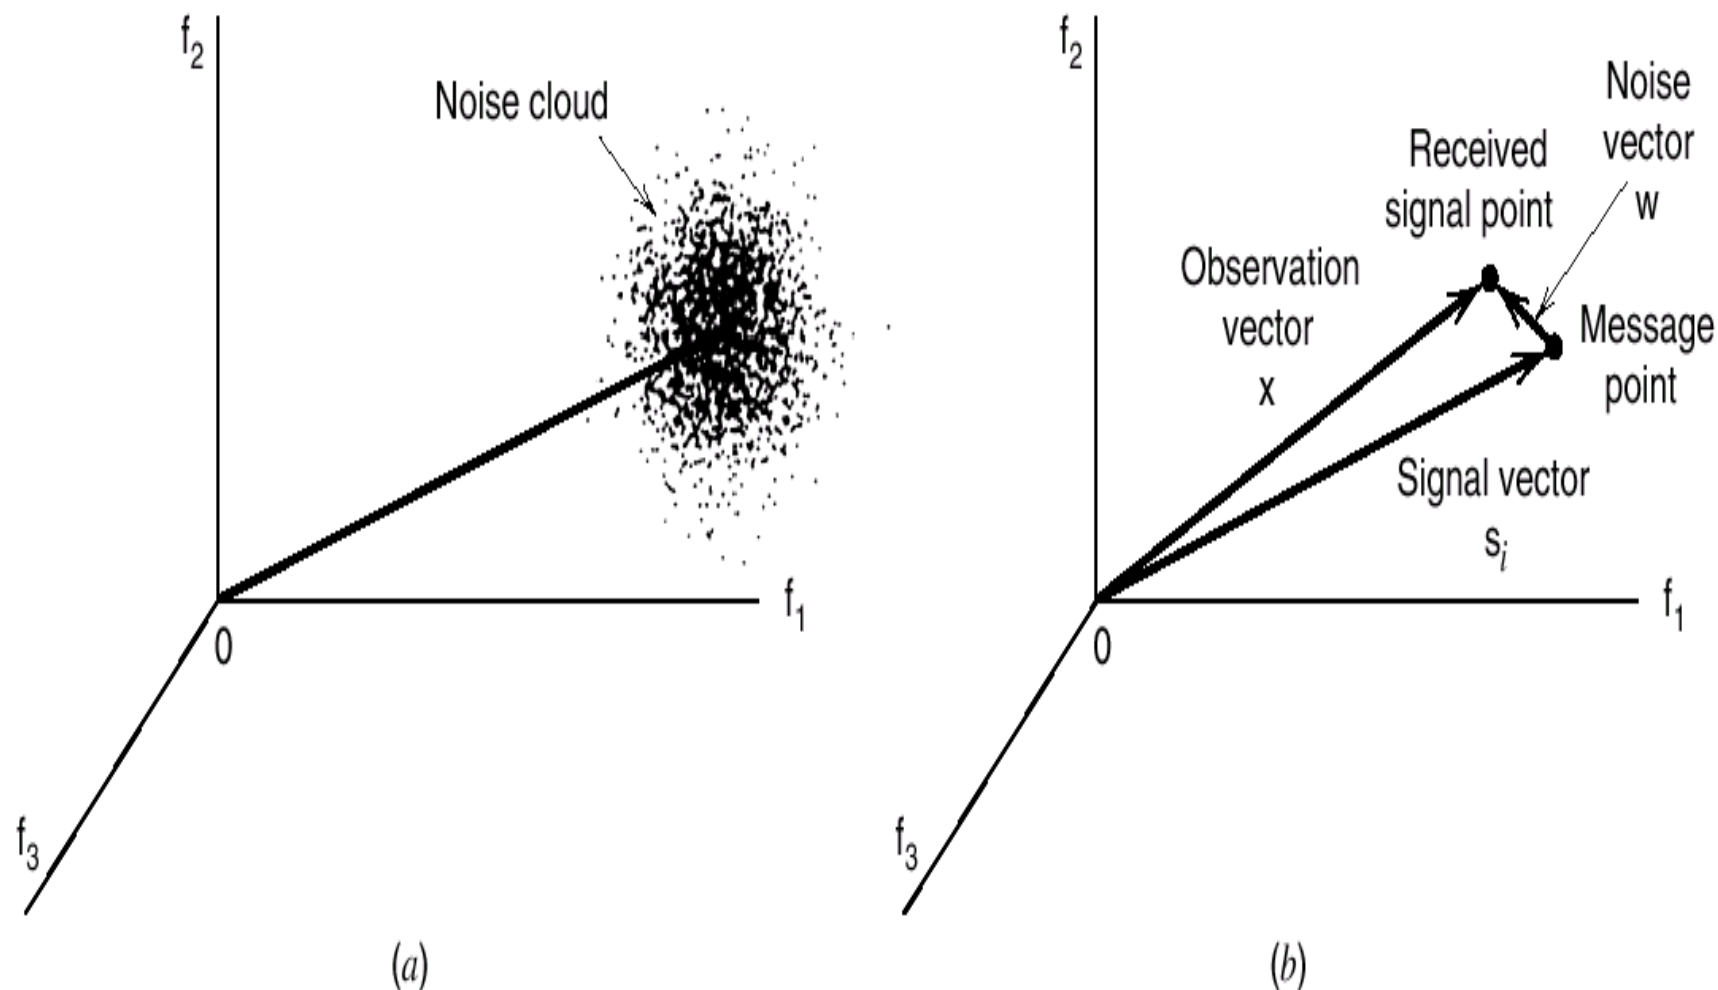 f2
Noise cloud
f1
0
f3
(a)
f2
Noise
vector
w
Received
signal point
Observation
vector
x
Message
point
Signal vector
si
f1
0
f3
(b)